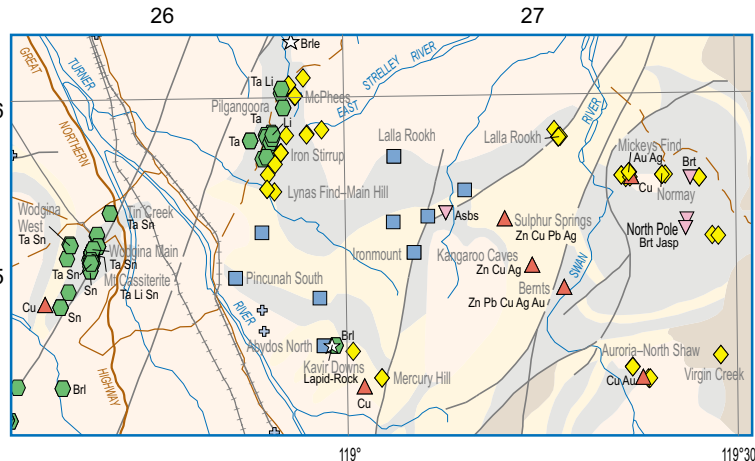 26
27
GREAT
NORTHERN
HIGHWAY
TURNER
RIVER
Brle
STRELLEY RIVER
EAST
SWAN
RIVER
Ta Li
Pilgangoora
McPhees
Ta
Li
Ta
Iron Stirrup
Lynas Find–Main Hill
Lalla Rookh
Lalla Rookh
Mickeys Find
Au Ag
Brt
Cu
Normay
North Pole
Brt Jasp
Asbs
Sulphur Springs
Zn Cu Pb Ag
Kangaroo Caves
Zn Cu Ag
Bernts
Zn Pb Cu Ag Au
Ironmount
Wodgina
West
Ta Sn
Tin Creek
Ta Sn
Wodgina Main
Ta Sn
Ta Sn
Mt Cassiterite
Ta Li Sn
Sn
Cu
Sn
Brl
Pincunah South
Abydos North
Brl
Kavir Downs
Lapid-Rock
Cu
Mercury Hill
Auroria–North Shaw
Cu Au
Virgin Creek
119°
119°30